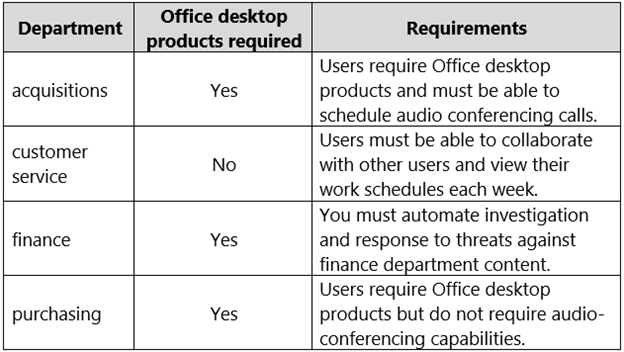 Department
Office desktop
products required
Requirements
acquisitions
Yes
Users require Office desktop
products and must be able to
schedule audio conferencing calls.
customer
service
No
Users must be able to collaborate
with other users and view their
work schedules each week.
finance
Yes
You must automate investigation
and response to threats against
finance department content.
purchasing
Yes
Users require Office desktop
products but do not require audio-
conferencing capabilities.